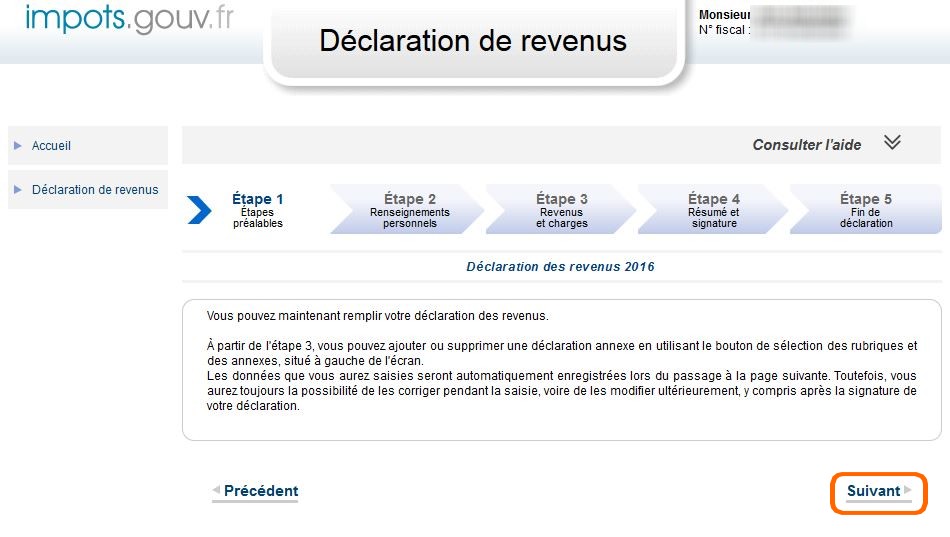 impots.gouv.fr
Déclaration de revenus
Monsieur
N° fiscal :
Accueil
Déclaration de revenus
Consulter l'aide
Étape 1
Étapes
préalables
Étape 2
Renseignements
personnels
Étape 3
Revenus
et charges
Étape 4
Résumé et
signature
Étape 5
Fin de
déclaration
Déclaration des revenus 2016
Vous pouvez maintenant remplir votre déclaration des revenus.
À partir de l'étape 3, vous pouvez ajouter ou supprimer une déclaration annexe en utilisant le bouton de sélection des rubriques et
des annexes, situé à gauche de l'écran.
Les données que vous aurez saisies seront automatiquement enregistrées lors du passage à la page suivante. Toutefois, vous
aurez toujours la possibilité de les corriger pendant la saisie, voire de les modifier ultérieurement, y compris après la signature de
votre déclaration.
Précédent
Suivant